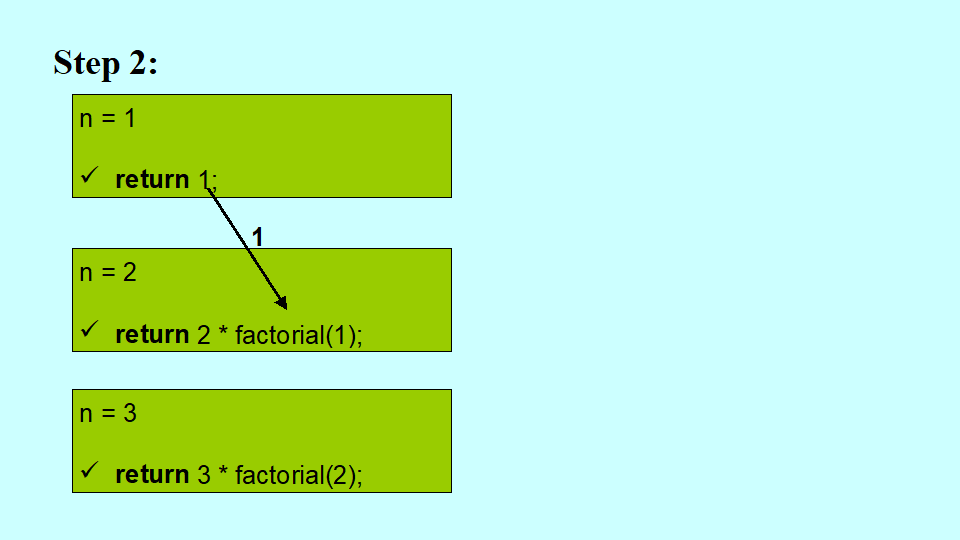 Step 2:
n = 1
✓ return 1;
1
n = 2
✓ return 2 * factorial(1);
n = 3
✓ return 3 * factorial(2);